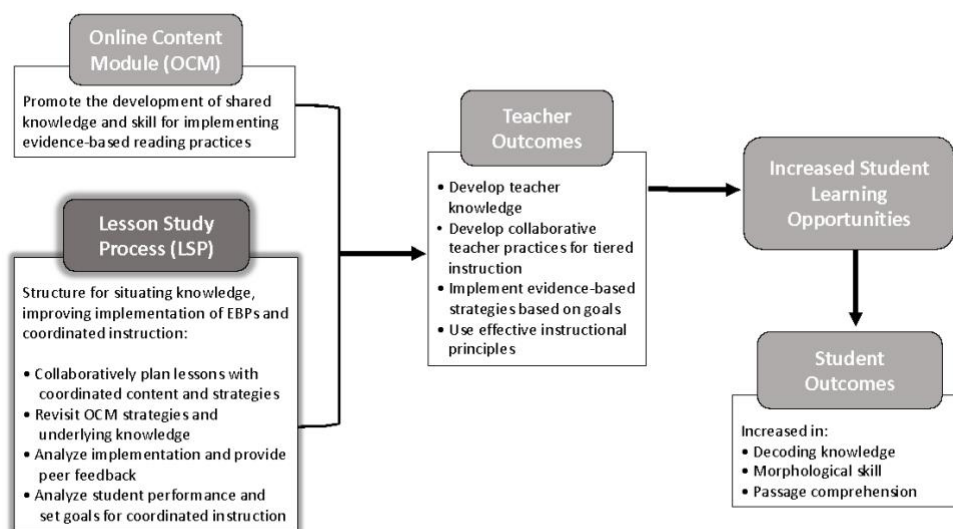 Online Content
Module (OCM)
Promote the development of shared
knowledge and skill for implementing
evidence-based reading practices
Lesson Study
Process (LSP)
Structure for situating knowledge,
improving implementation of EBPs and
coordinated instruction:
• Collaboratively plan lessons with
coordinated content and strategies
• Revisit OCM strategies and
underlying knowledge
• Analyze implementation and provide
peer feedback
• Analyze student performance and
set goals for coordinated instruction
Teacher
Outcomes
• Develop teacher
knowledge
• Develop collaborative
teacher practices for tiered
instruction
• Implement evidence-based
strategies based on goals
• Use effective instructional
principles
Increased Student
Learning
Opportunities
Student
Outcomes
Increased in:
• Decoding knowledge
• Morphological skill
• Passage comprehension